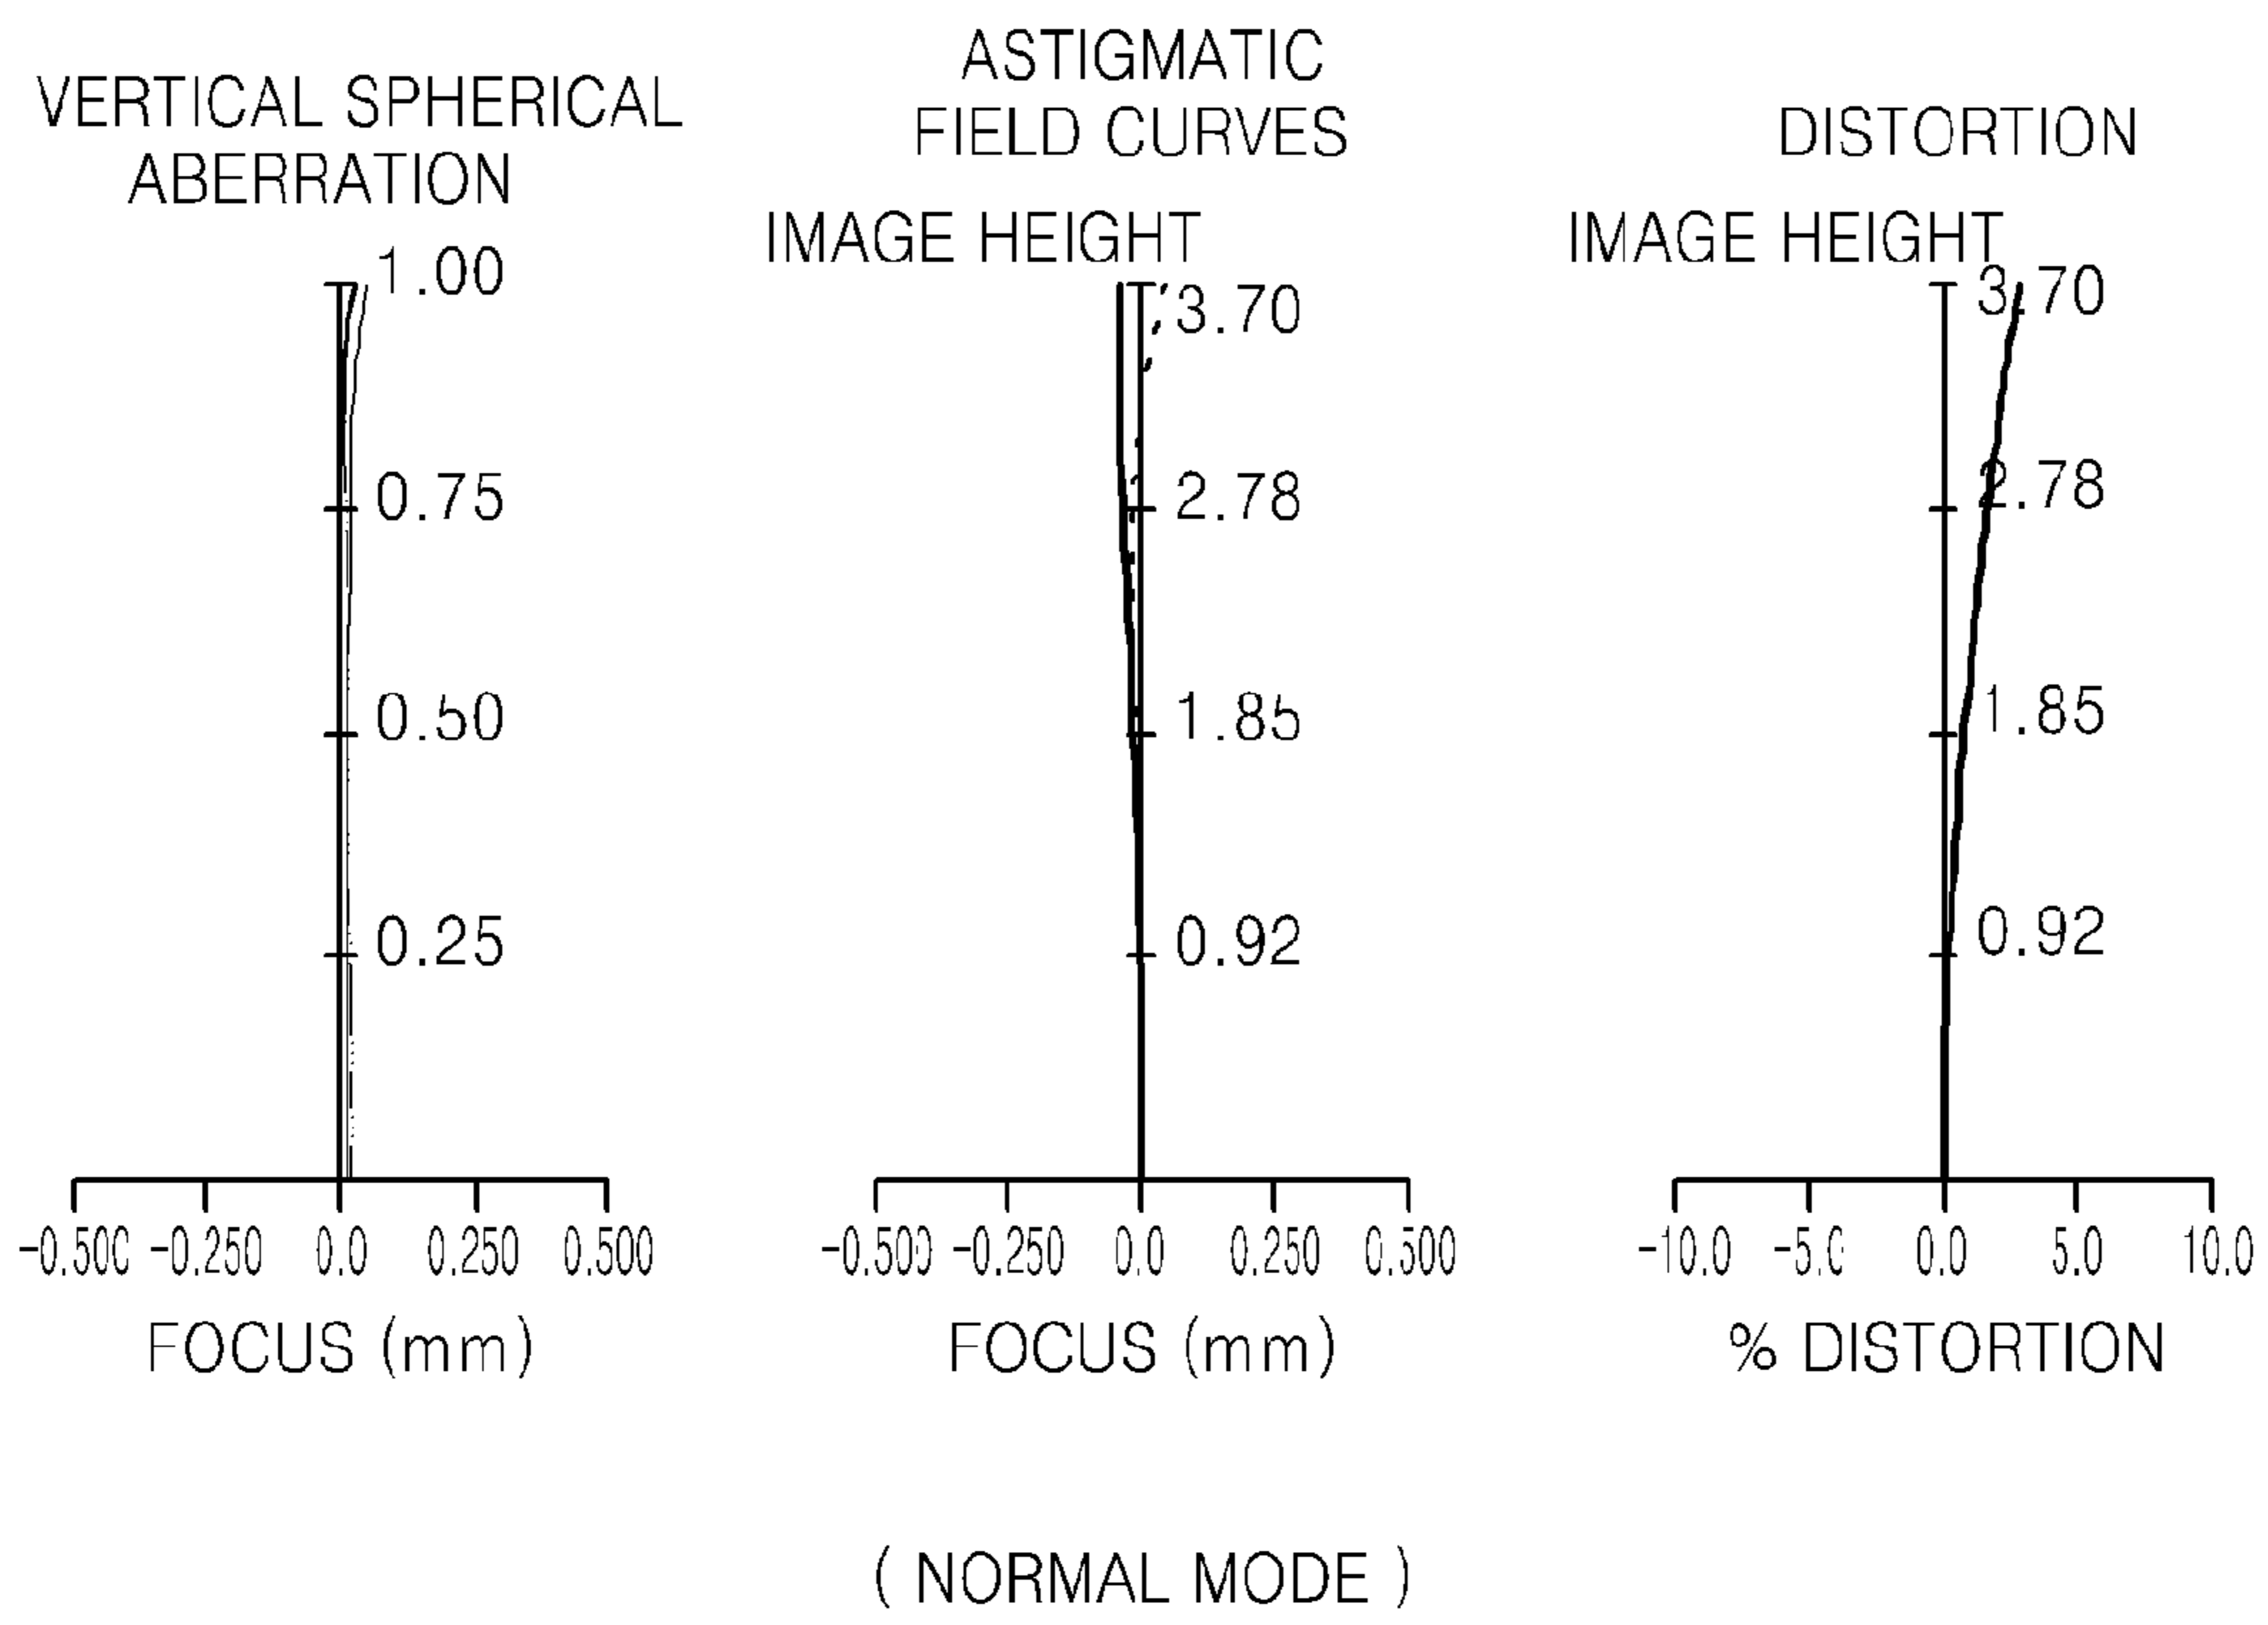 VERTICAL SPHERICAL
ABERRATION
1.00
0.75
0.50
0.25
-0.500 -0.250 0.0 0.250 0.500
FOCUS (mm)
ASTIGMATIC
FIELD CURVES
IMAGE HEIGHT
3.70
2.78
1.85
0.92
-0.500 -0.250 0.0 0.250 0.500
FOCUS (mm)
DISTORTION
IMAGE HEIGHT
3.70
2.78
1.85
0.92
-10.0 -5.0 0.0 5.0 10.0
% DISTORTION
( NORMAL MODE )